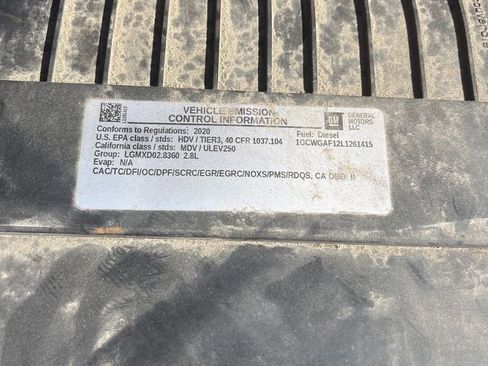 VEHICLE EMISSION
CONTROL INFORMATION
GM
GENERAL
MOTORS
LLC
Conforms to Regulations: 2020
Fuel: Diesel
U.S. EPA class / stds: HDV / TIER3, 40 CFR 1037.104
1GCWGAF12L1261415
California class / stds: MDV / ULEV250
Group: LGMXD02.8360 2.8L
Evap: N/A
CAC/TC/DFI/OC/DPF/SCRC/EGR/EGRC/NOXS/PMS/RDQS, CA OBD: II